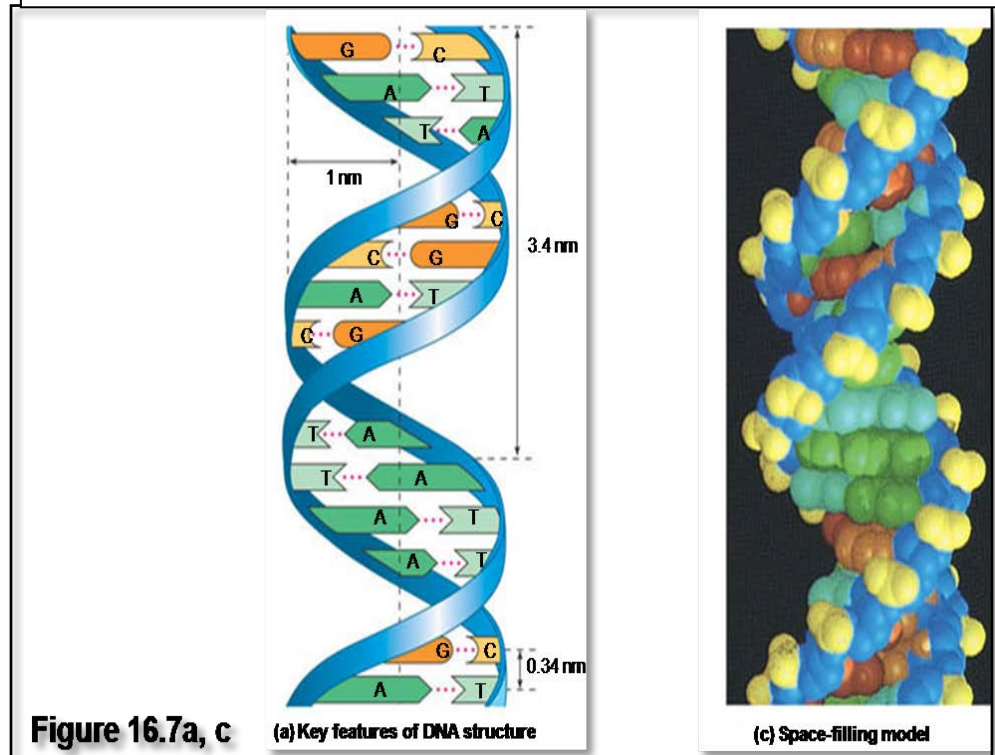 G C
A T
T A
1 nm
G C
3.4 nm
C G
A T
C G
T A
T A
A T
A T
G C
0.34 nm
A T
Figure 16.7a, c
(a) Key features of DNA structure
(c) Space-filling model